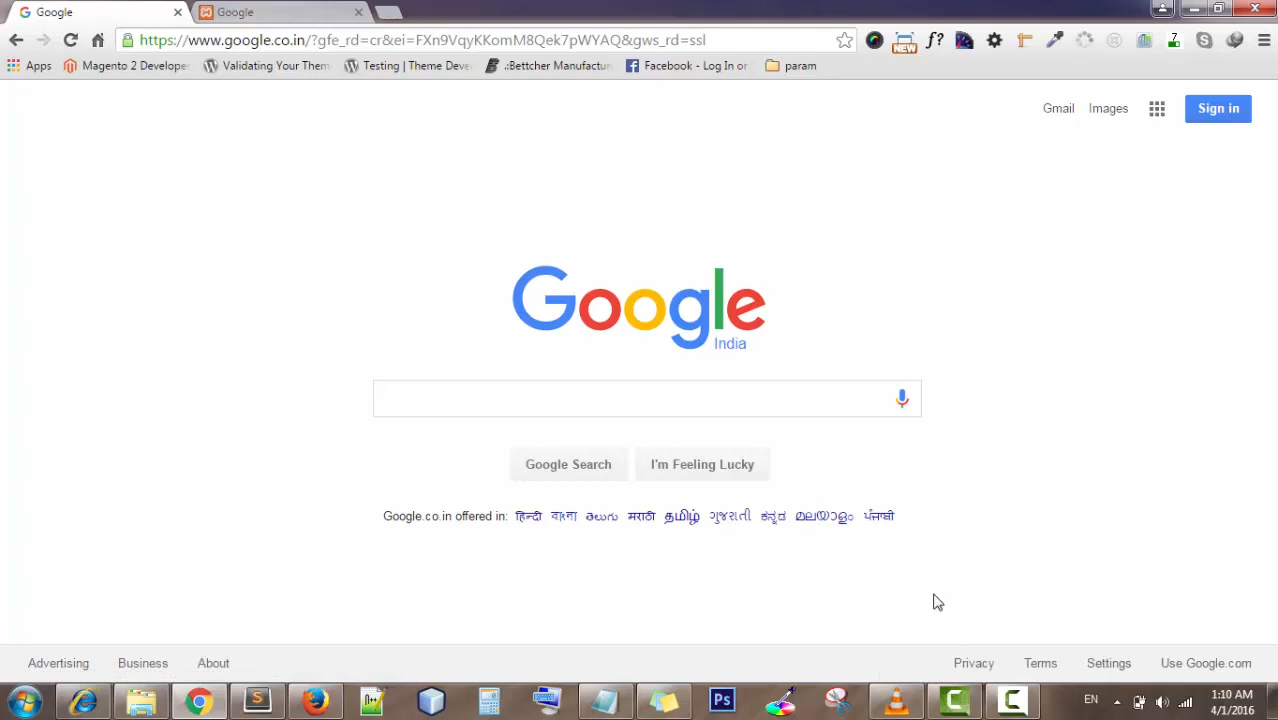 Google
Google
https://www.google.co.in/?gfe_rd=cr&ei=FXn9VqyKKomM8Qek7pWYAQ&gws_rd=ssl
NEW
f?
7
Apps
Magento 2 Develope
Validating Your Them
Testing | Theme Deve
.:Bettcher Manufactur
Facebook - Log In or
param
Gmail
Images
Sign in
Google
India
Google Search
I'm Feeling Lucky
Google.co.in offered in: हिन्दी বাংলা తెలుగు मराठी தமிழ் ગુજરાતી ಕನ್ನಡ മലയാളം ਪੰਜਾਬੀ
Advertising
Business
About
Privacy
Terms
Settings
Use Google.com
Ps
EN
1:10 AM
4/1/2016